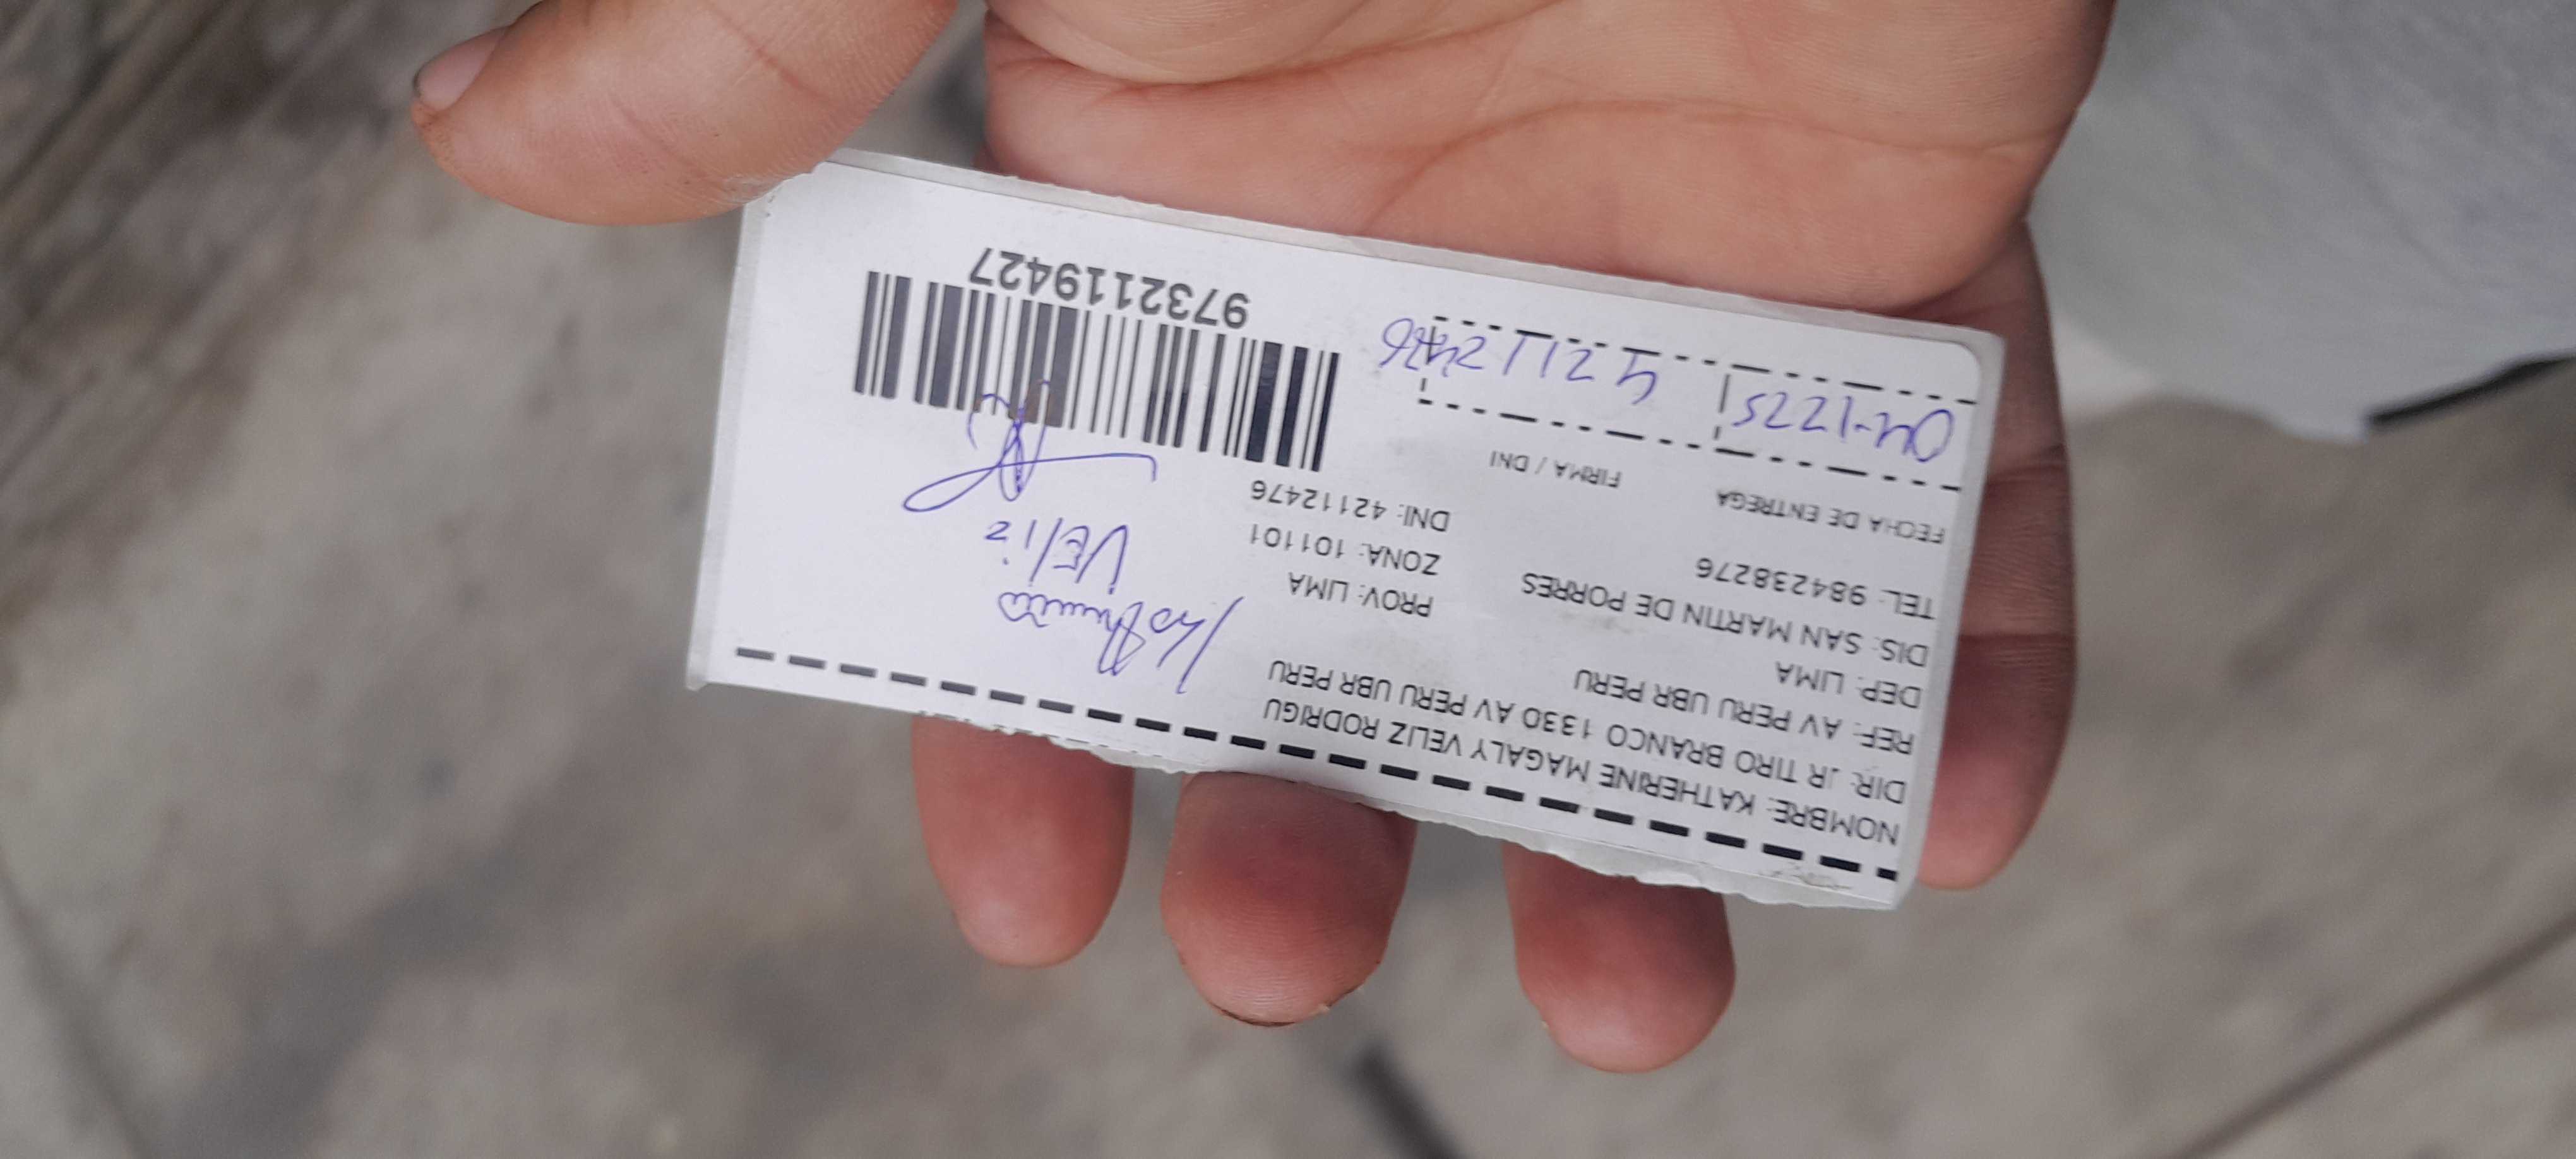 NOMBRE: KATHERINE MAGALY VELIZ RODRIGU
DIR: JR TIRO BRANCO 1330 AV PERU UBR PERU
REF: AV PERU UBR PERU
DEP: LIMA
PROV: LIMA
DIS: SAN MARTIN DE PORRES
ZONA: 101101
TEL: 984238276
DNI: 42112476
FECHA DE ENTREGA
FIRMA / DNI
04-1225
42112476
Veliz
9732119427